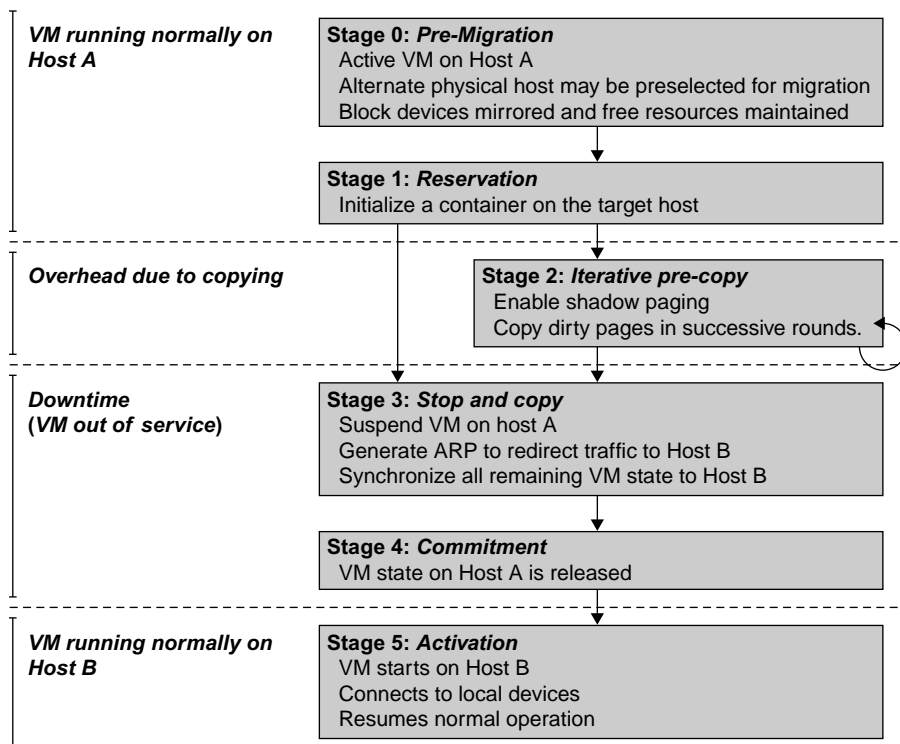 VM running normally on
Host A
Stage 0: Pre-Migration
Active VM on Host A
Alternate physical host may be preselected for migration
Block devices mirrored and free resources maintained
Stage 1: Reservation
Initialize a container on the target host
Overhead due to copying
Stage 2: Iterative pre-copy
Enable shadow paging
Copy dirty pages in successive rounds.
Downtime
(VM out of service)
Stage 3: Stop and copy
Suspend VM on host A
Generate ARP to redirect traffic to Host B
Synchronize all remaining VM state to Host B
Stage 4: Commitment
VM state on Host A is released
VM running normally on
Host B
Stage 5: Activation
VM starts on Host B
Connects to local devices
Resumes normal operation